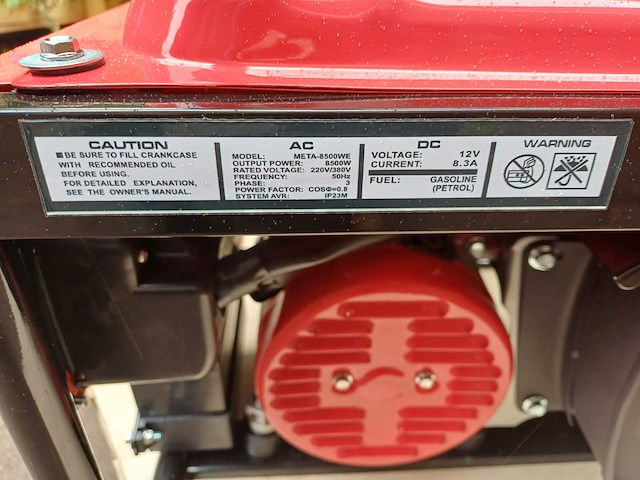 CAUTION
■BE SURE TO FILL CRANKCASE
WITH RECOMMENDED OIL
BEFORE USING.
FOR DETAILED EXPLANATION,
SEE THE OWNER'S MANUAL.
AC
MODEL: META-8500WE
OUTPUT POWER: 8500W
RATED VOLTAGE: 220V/380V
FREQUENCY: 50Hz
PHASE: 3
POWER FACTOR: COSΦ=0.8
SYSTEM AVR: IP23M
DC
VOLTAGE: 12V
CURRENT: 8.3A
FUEL: GASOLINE
(PETROL)
WARNING